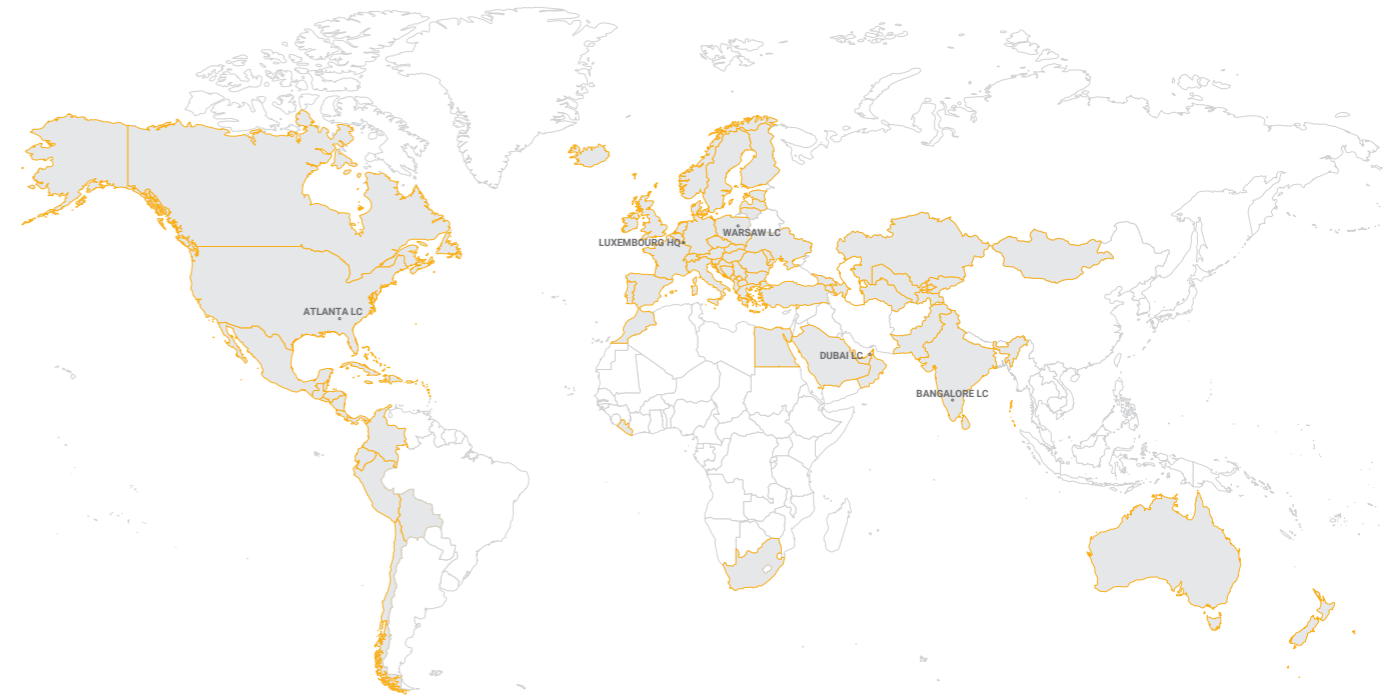 WARSAW LC
LUXEMBOURG HQ
ATLANTA LC
DUBAI LC
BANGALORE LC